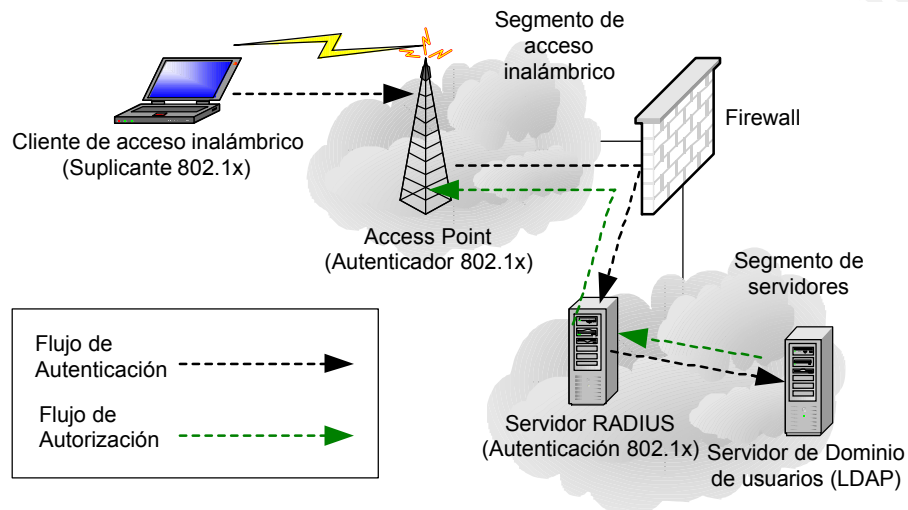 Segmento de
acceso
inalámbrico
Firewall
Cliente de acceso inalámbrico
(Suplicante 802.1x)
Access Point
(Autenticador 802.1x)
Segmento de
servidores
Flujo de
Autenticación
Flujo de
Autorización
Servidor RADIUS
(Autenticación 802.1x)
Servidor de Dominio
de usuarios (LDAP)